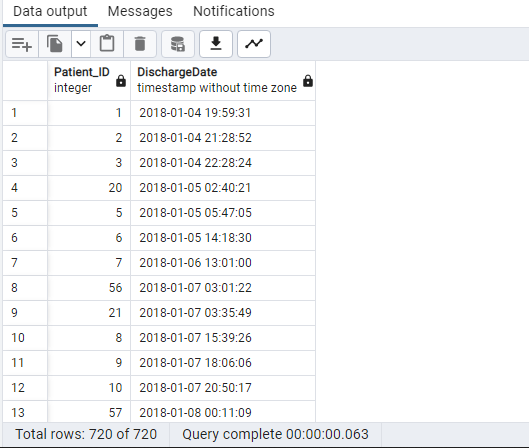 Data output Messages Notifications
Patient_ID DischargeDate
integer timestamp without time zone
1 1 2018-01-04 19:59:31
2 2 2018-01-04 21:28:52
3 3 2018-01-04 22:28:24
4 20 2018-01-05 02:40:21
5 5 2018-01-05 05:47:05
6 6 2018-01-05 14:18:30
7 7 2018-01-06 13:01:00
8 56 2018-01-07 03:01:22
9 21 2018-01-07 03:35:49
10 8 2018-01-07 15:39:26
11 9 2018-01-07 18:06:06
12 10 2018-01-07 20:50:17
13 57 2018-01-08 00:11:09
Total rows: 720 of 720 Query complete 00:00:00.063